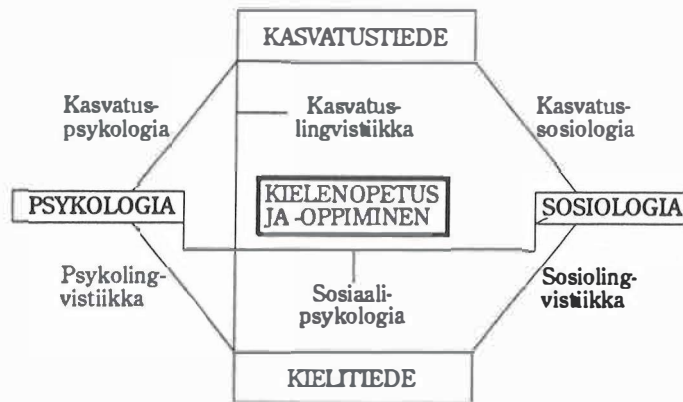 KASVATUSTIEDE
Kasvatus-
psykologia
Kasvatus-
lingvistiikka
Kasvatus-
sosiologia
PSYKOLOGIA
KIELENOPETUS
JA -OPPIMINEN
SOSIOLOGIA
Psykoling-
vistiikka
Sosiaali-
psykologia
Sosioling-
vistiikka
KIELITIEDE